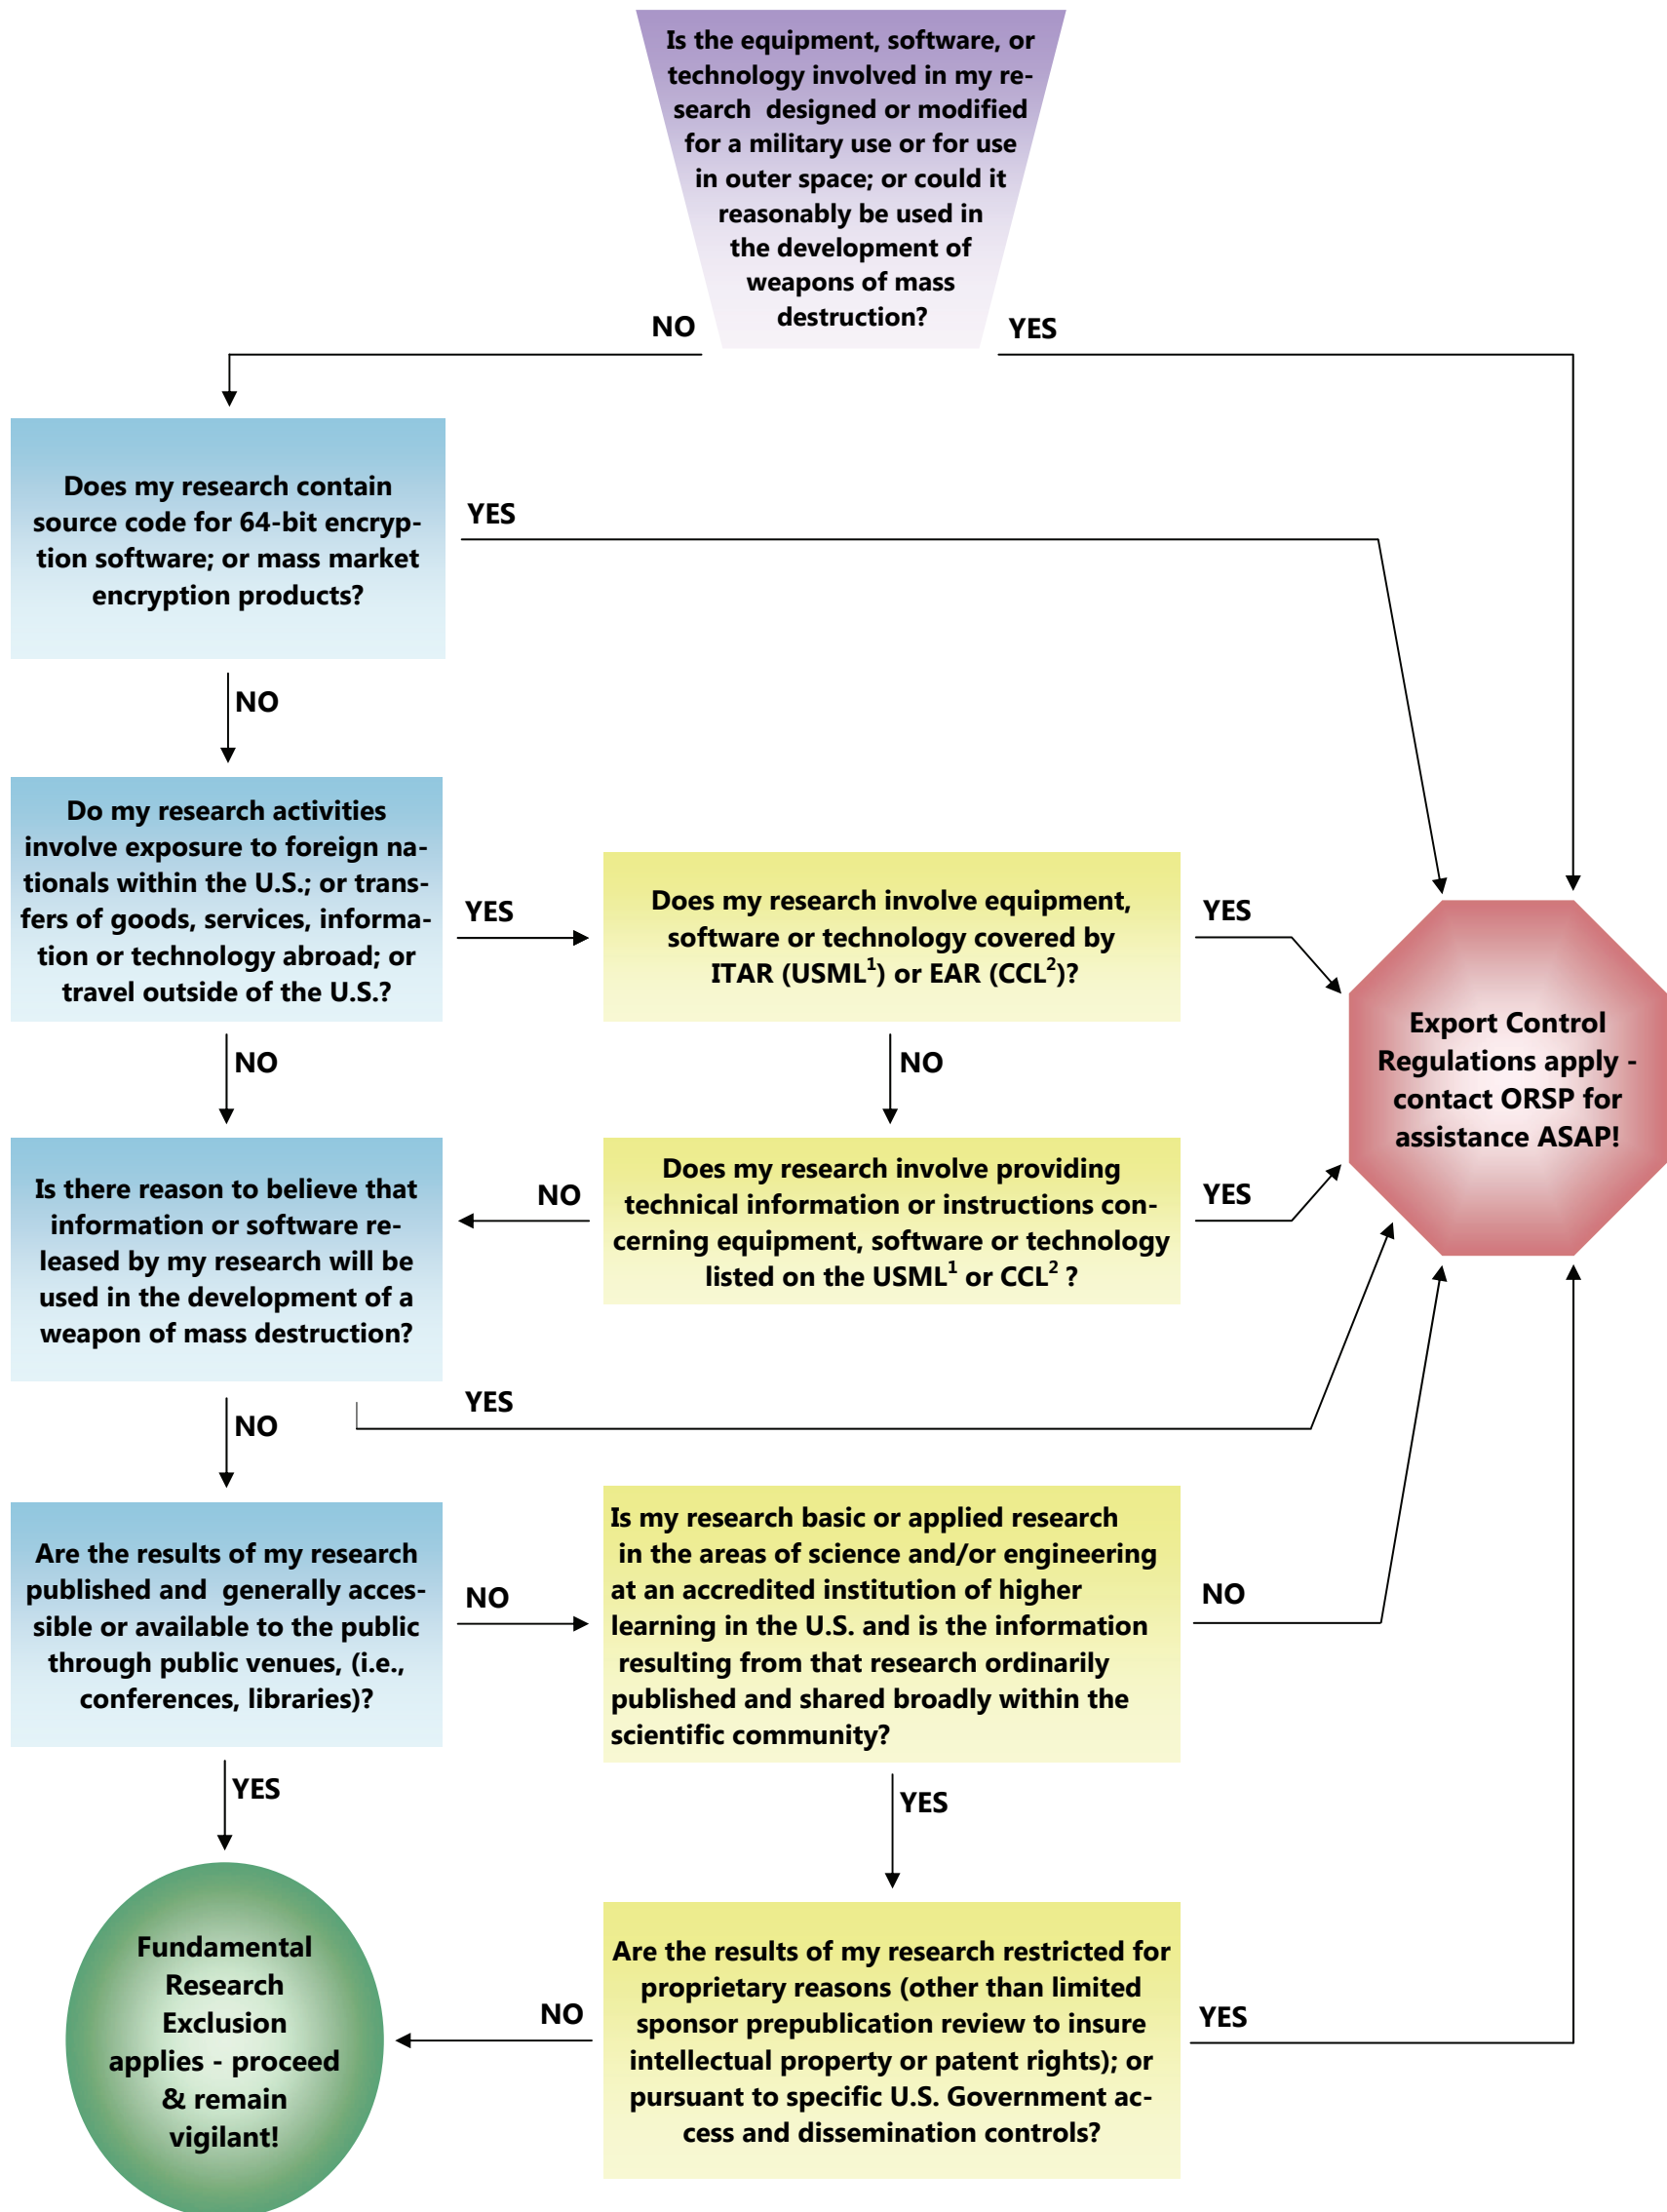 Is the equipment, software, or
technology involved in my re-
search designed or modified
for a military use or for use
in outer space; or could it
reasonably be used in
the development of
weapons of mass
destruction?
NO
YES
Does my research contain
source code for 64-bit encryp-
tion software; or mass market
encryption products?
YES
NO
Do my research activities
involve exposure to foreign na-
tionals within the U.S.; or trans-
fers of goods, services, informa-
tion or technology abroad; or
travel outside of the U.S.?
YES
Does my research involve equipment,
software or technology covered by
ITAR (USML¹) or EAR (CCL²)?
YES
Export Control
Regulations apply -
contact ORSP for
assistance ASAP!
NO
NO
Is there reason to believe that
information or software re-
leased by my research will be
used in the development of a
weapon of mass destruction?
NO
Does my research involve providing
technical information or instructions con-
cerning equipment, software or technology
listed on the USML¹ or CCL² ?
YES
YES
NO
Are the results of my research
published and generally acces-
sible or available to the public
through public venues, (i.e.,
conferences, libraries)?
NO
Is my research basic or applied research
in the areas of science and/or engineering
at an accredited institution of higher
learning in the U.S. and is the information
resulting from that research ordinarily
published and shared broadly within the
scientific community?
NO
YES
YES
Fundamental
Research
Exclusion
applies - proceed
& remain
vigilant!
NO
Are the results of my research restricted for
proprietary reasons (other than limited
sponsor prepublication review to insure
intellectual property or patent rights); or
pursuant to specific U.S. Government ac-
cess and dissemination controls?
YES